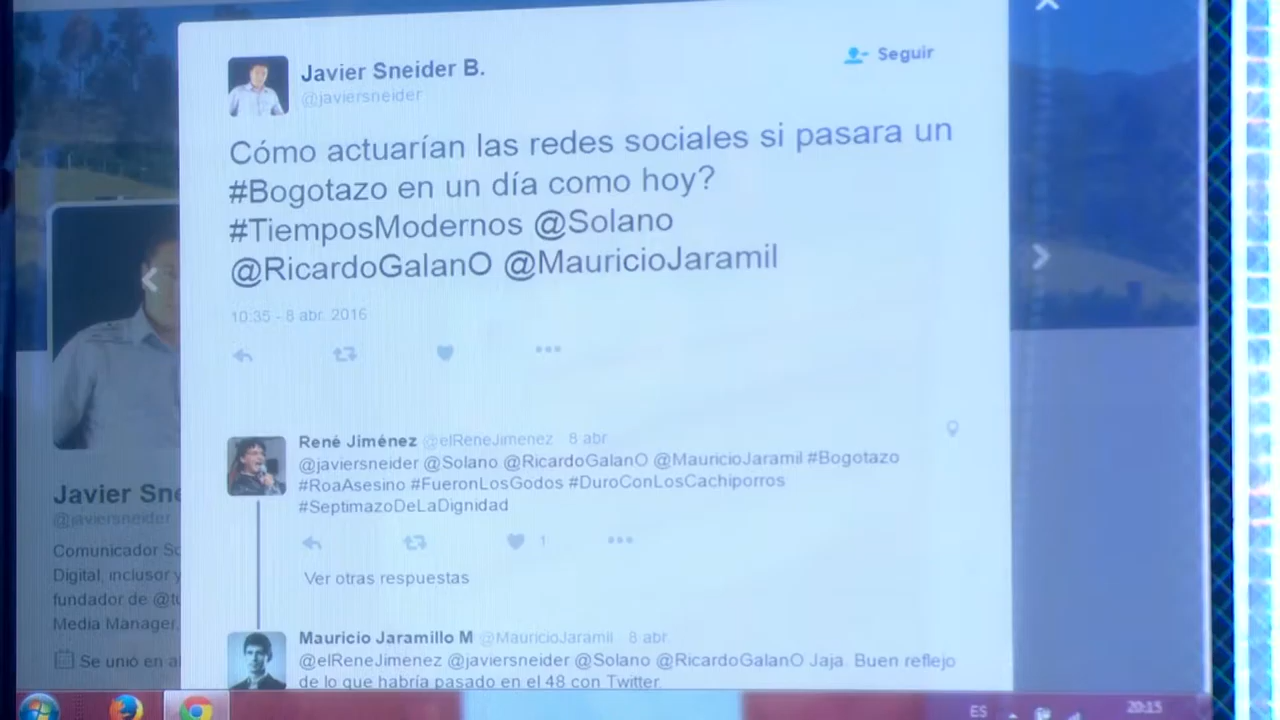 Javier Sneider B.
@javiersneider
Seguir
Cómo actuarían las redes sociales si pasara un
#Bogotazo en un día como hoy?
#TiemposModernos @Solano
@RicardoGalanO @MauricioJaramil
10:35 - 8 abr. 2016
René Jiménez @elReneJimenez 8 abr
@javiersneider @Solano @RicardoGalanO @MauricioJaramil #Bogotazo
#RoaAsesino #FueronLosGodos #DuroConLosCachiporros
#SeptimazoDeLaDignidad
1
Ver otras respuestas
Mauricio Jaramillo M @MauricioJaramil 8 abr
@elReneJimenez @javiersneider @Solano @RicardoGalanO Jaja. Buen reflejo
de lo que habría pasado en el 48 con Twitter.
Javier Sne
@javiersneider
Comunicador So
Digital, inclusor y
fundador de @tu
Media Manager,
Se unió en a
ES
20:15